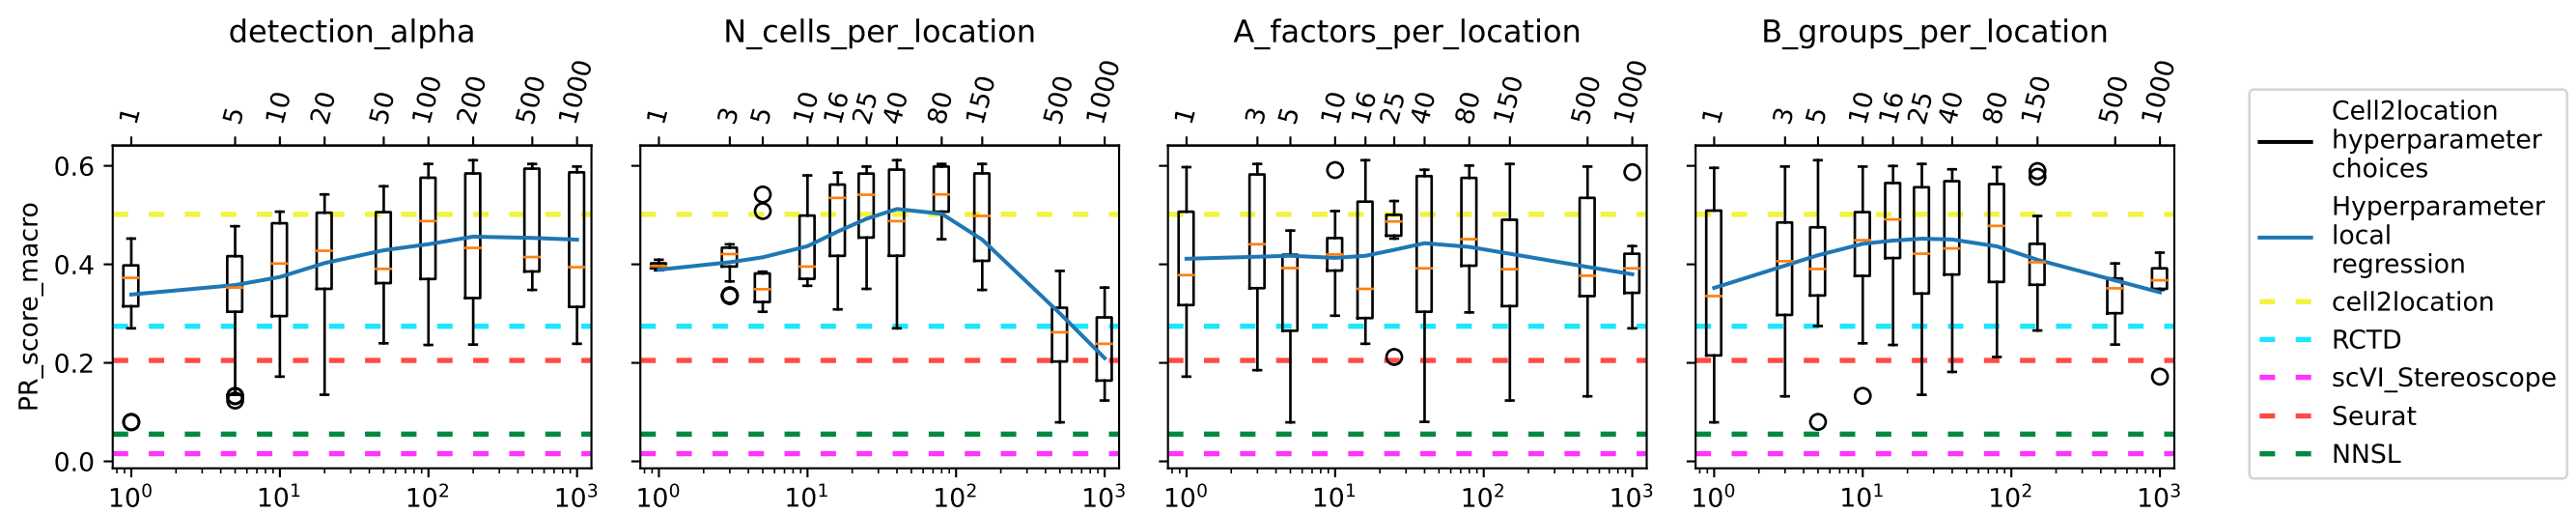 detection_alpha
N_cells_per_location
A_factors_per_location
B_groups_per_location
1 5 10 20 50 100 200 500 1000
1 3 5 10 16 25 40 80 150 500 1000
1 3 5 10 16 25 40 80 150 500 1000
1 3 5 10 16 25 40 80 150 500 1000
PR_score_macro
0.6
0.4
0.2
0.0
10⁰ 10¹ 10² 10³
10⁰ 10¹ 10² 10³
10⁰ 10¹ 10² 10³
10⁰ 10¹ 10² 10³
Cell2location
hyperparameter
choices
Hyperparameter
local
regression
cell2location
RCTD
scVI_Stereoscope
Seurat
NNSL